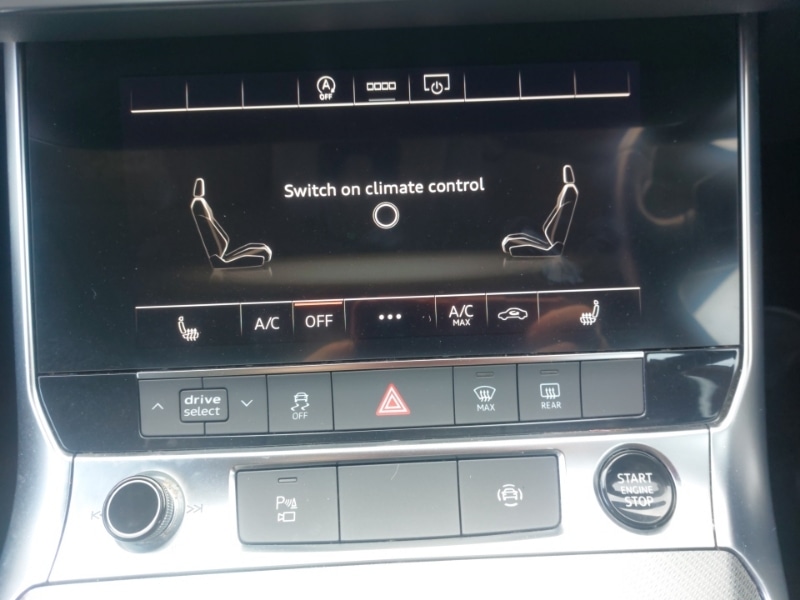 A
OFF
Switch on climate control
A/C
OFF
A/C
MAX
drive
select
OFF
MAX
REAR
P
START
ENGINE
STOP